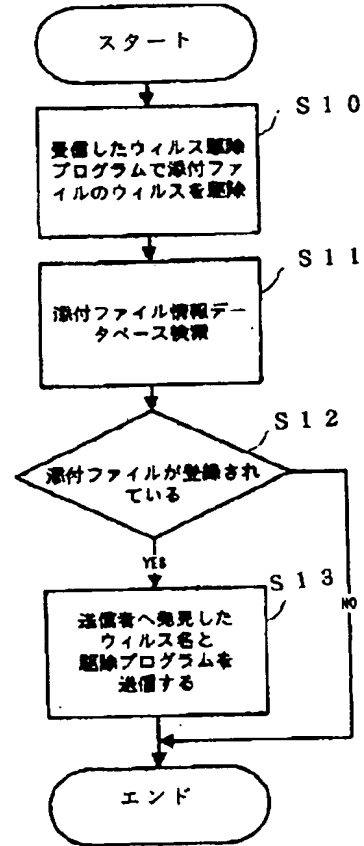 スタート
S10
受信したウィルス駆除
プログラムで添付ファ
イルのウィルスを駆除
S11
添付ファイル情報デー
タベース検索
S12
添付ファイルが登録され
ている
YES
NO
S13
送信者へ発見した
ウィルス名と
駆除プログラムを
送信する
エンド